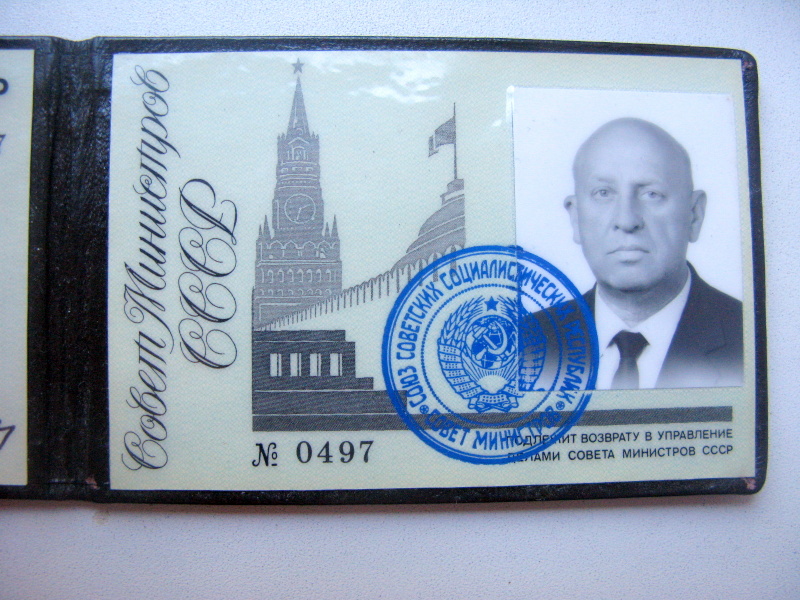 Совет Министров
СССР
СОЮЗ СОВЕТСКИХ СОЦИАЛИСТИЧЕСКИХ РЕСПУБЛИК
СОВЕТ МИНИСТРОВ
№ 0497
ПОДЛЕЖИТ ВОЗВРАТУ В УПРАВЛЕНИЕ
ДЕЛАМИ СОВЕТА МИНИСТРОВ СССР